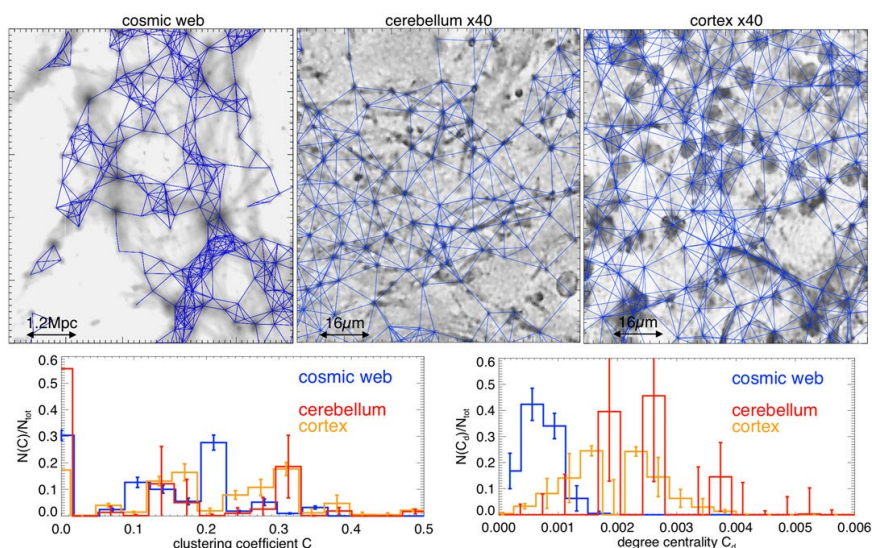 cosmic web cerebellum x40 cortex x40
1.2Mpc 16μm 16μm
0.6
0.5
0.4
0.3
0.2
0.1
0.0
N(C)/Ntot
cosmic web
cerebellum
cortex
0.0 0.1 0.2 0.3 0.4 0.5
clustering coefficient C
0.6
0.5
0.4
0.3
0.2
0.1
0.0
N(Cd)/Ntot
cosmic web
cerebellum
cortex
0.000 0.001 0.002 0.003 0.004 0.005 0.006
degree centrality Cd